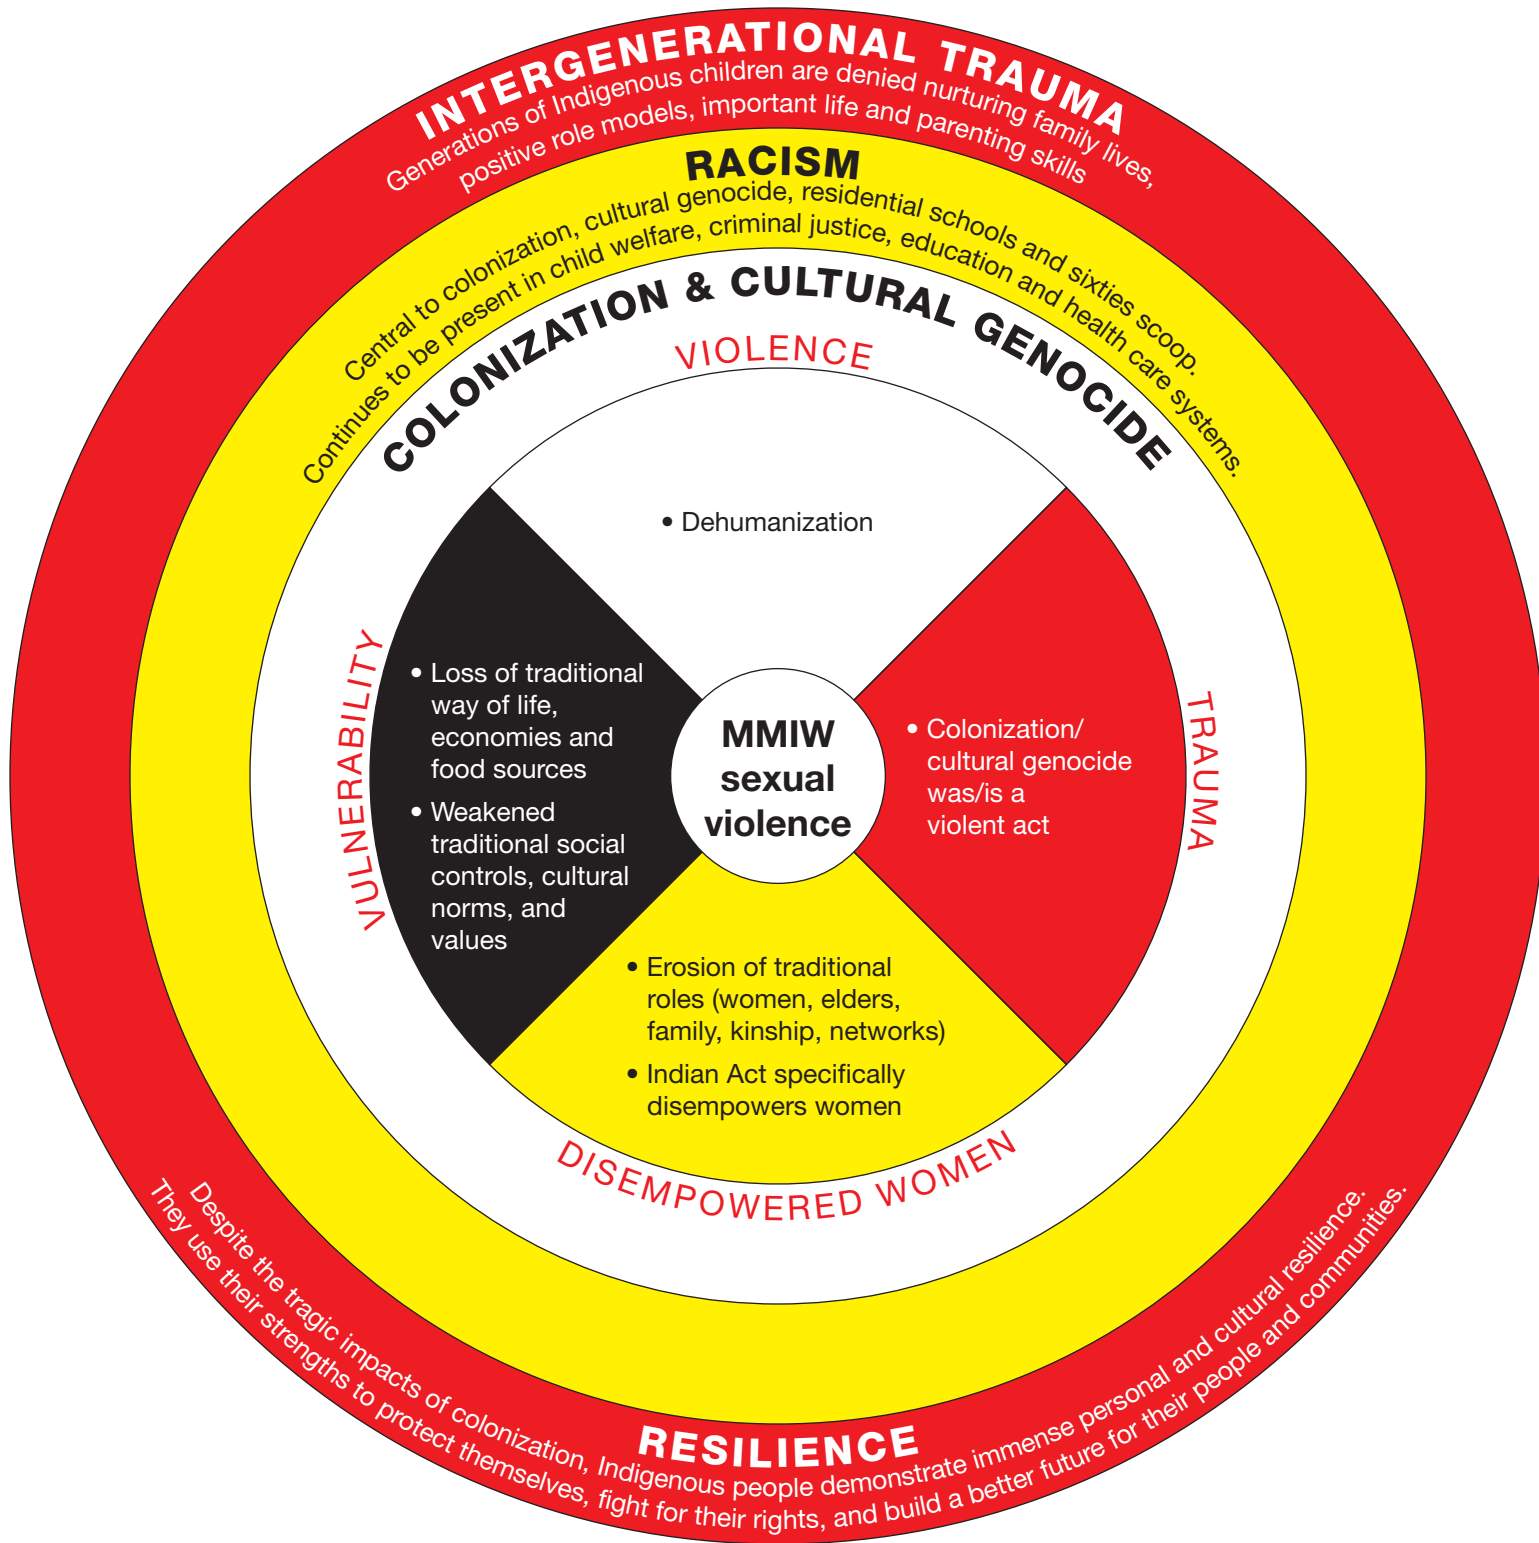 INTERGENERATIONAL TRAUMA
Generations of Indigenous children are denied nurturing family lives,
positive role models, important life and parenting skills
RACISM
Central to colonization, cultural genocide, residential schools and sixties scoop.
Continues to be present in child welfare, criminal justice, education and health care systems.
COLONIZATION & CULTURAL GENOCIDE
VIOLENCE
• Dehumanization
VULNERABILITY
• Loss of traditional
way of life,
economies and
food sources
• Weakened
traditional social
controls, cultural
norms, and
values
MMIW
sexual
violence
• Colonization/
cultural genocide
was/is a
violent act
TRAUMA
• Erosion of traditional
roles (women, elders,
family, kinship, networks)
• Indian Act specifically
disempowers women
DISEMPOWERED WOMEN
RESILIENCE
Despite the tragic impacts of colonization, Indigenous people demonstrate immense personal and cultural resilience.
They use their strengths to protect themselves, fight for their rights, and build a better future for their people and communities.